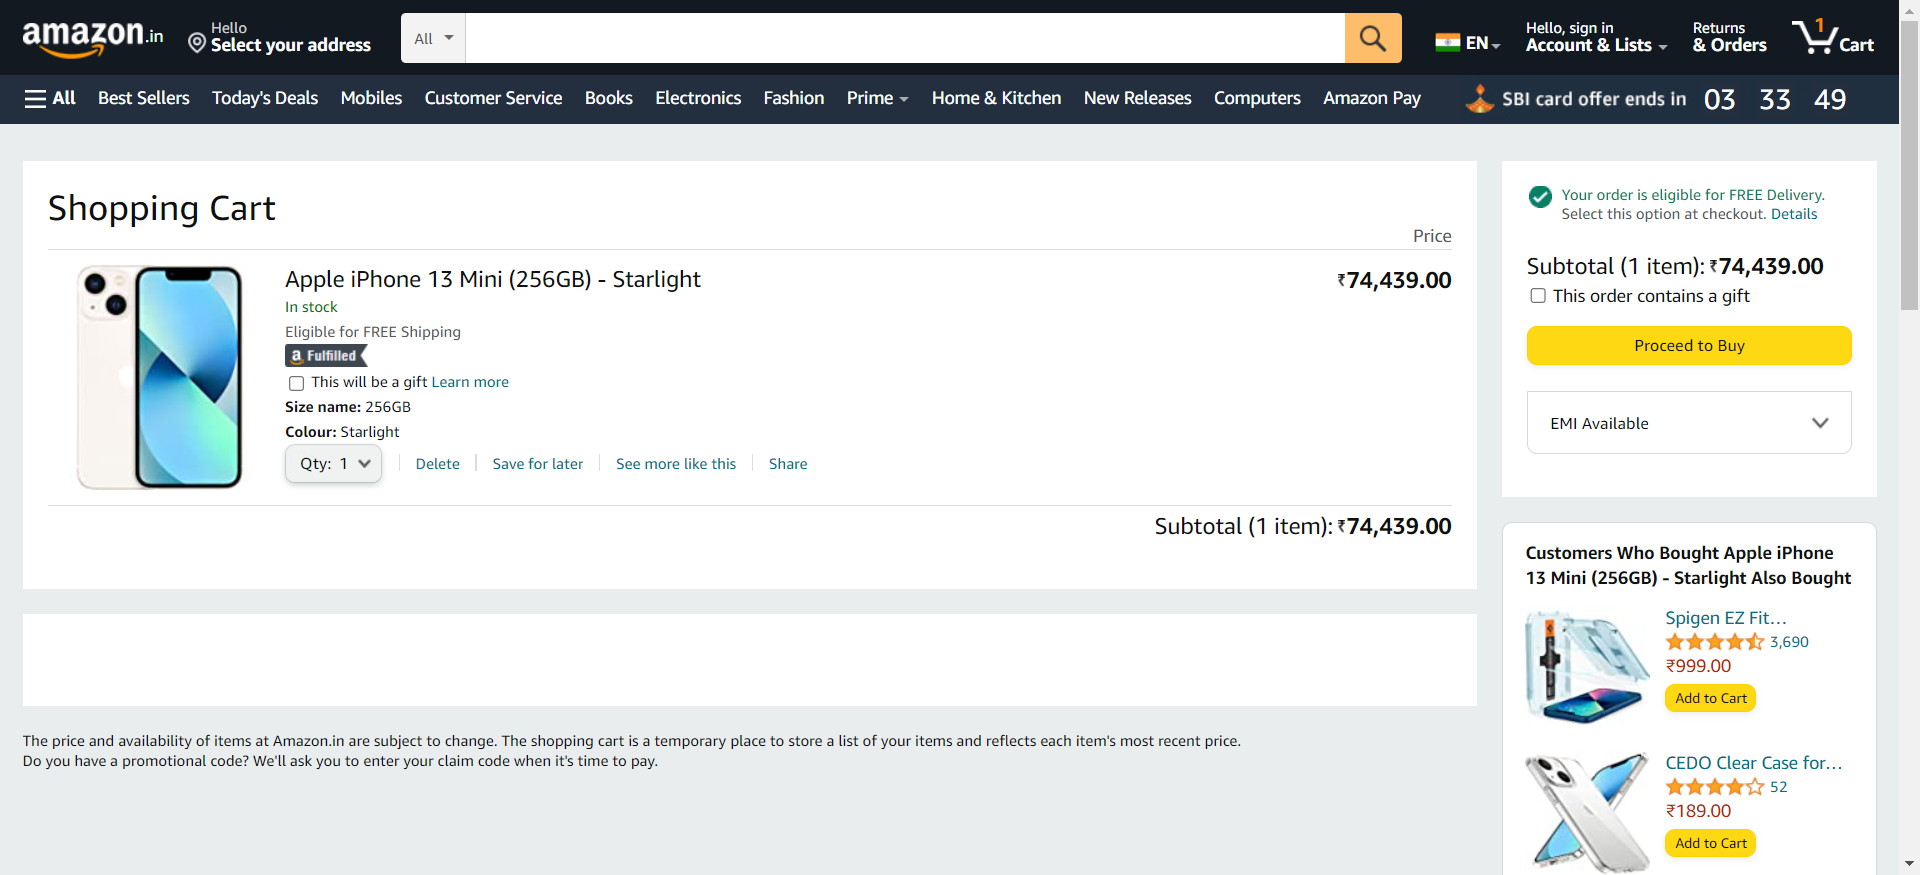 amazon.in
Hello
Select your address
All
EN
Hello, sign in
Account & Lists
Returns
& Orders
1
Cart
All
Best Sellers
Today's Deals
Mobiles
Customer Service
Books
Electronics
Fashion
Prime
Home & Kitchen
New Releases
Computers
Amazon Pay
SBI card offer ends in 03 33 49
Shopping Cart
Price
Apple iPhone 13 Mini (256GB) - Starlight
₹74,439.00
In stock
Eligible for FREE Shipping
a Fulfilled
This will be a gift Learn more
Size name: 256GB
Colour: Starlight
Qty: 1
Delete
Save for later
See more like this
Share
Subtotal (1 item): ₹74,439.00
The price and availability of items at Amazon.in are subject to change. The shopping cart is a temporary place to store a list of your items and reflects each item's most recent price.
Do you have a promotional code? We'll ask you to enter your claim code when it's time to pay.
Your order is eligible for FREE Delivery.
Select this option at checkout. Details
Subtotal (1 item): ₹74,439.00
This order contains a gift
Proceed to Buy
EMI Available
Customers Who Bought Apple iPhone
13 Mini (256GB) - Starlight Also Bought
Spigen EZ Fit…
3,690
₹999.00
Add to Cart
CEDO Clear Case for…
52
₹189.00
Add to Cart